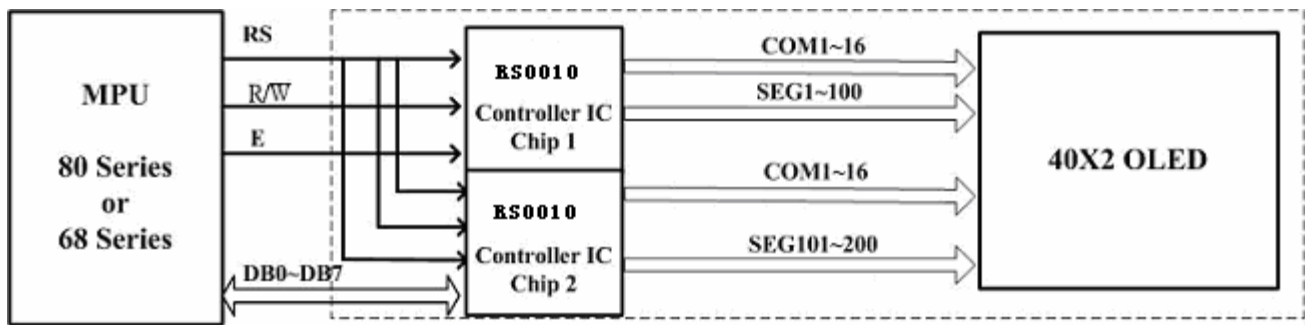 MPU
80 Series
or
68 Series
RS
R/W
E
DB0~DB7
RS0010
Controller IC
Chip 1
RS0010
Controller IC
Chip 2
COM1~16
SEG1~100
COM1~16
SEG101~200
40X2 OLED